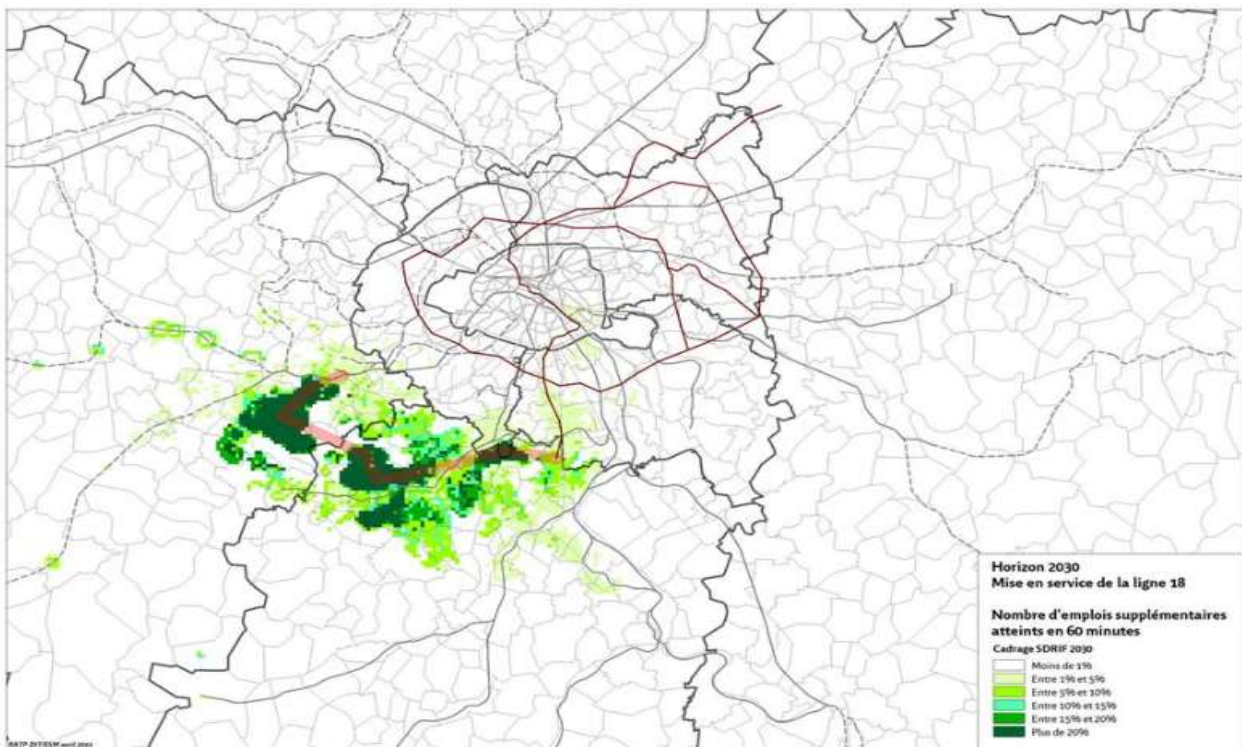 Horizon 2030
Mise en service de la ligne 18
Nombre d'emplois supplémentaires
atteints en 60 minutes
Cadrage SDRIF 2030
Moins de 1%
Entre 1% et 5%
Entre 5% et 10%
Entre 10% et 15%
Entre 15% et 20%
Plus de 20%